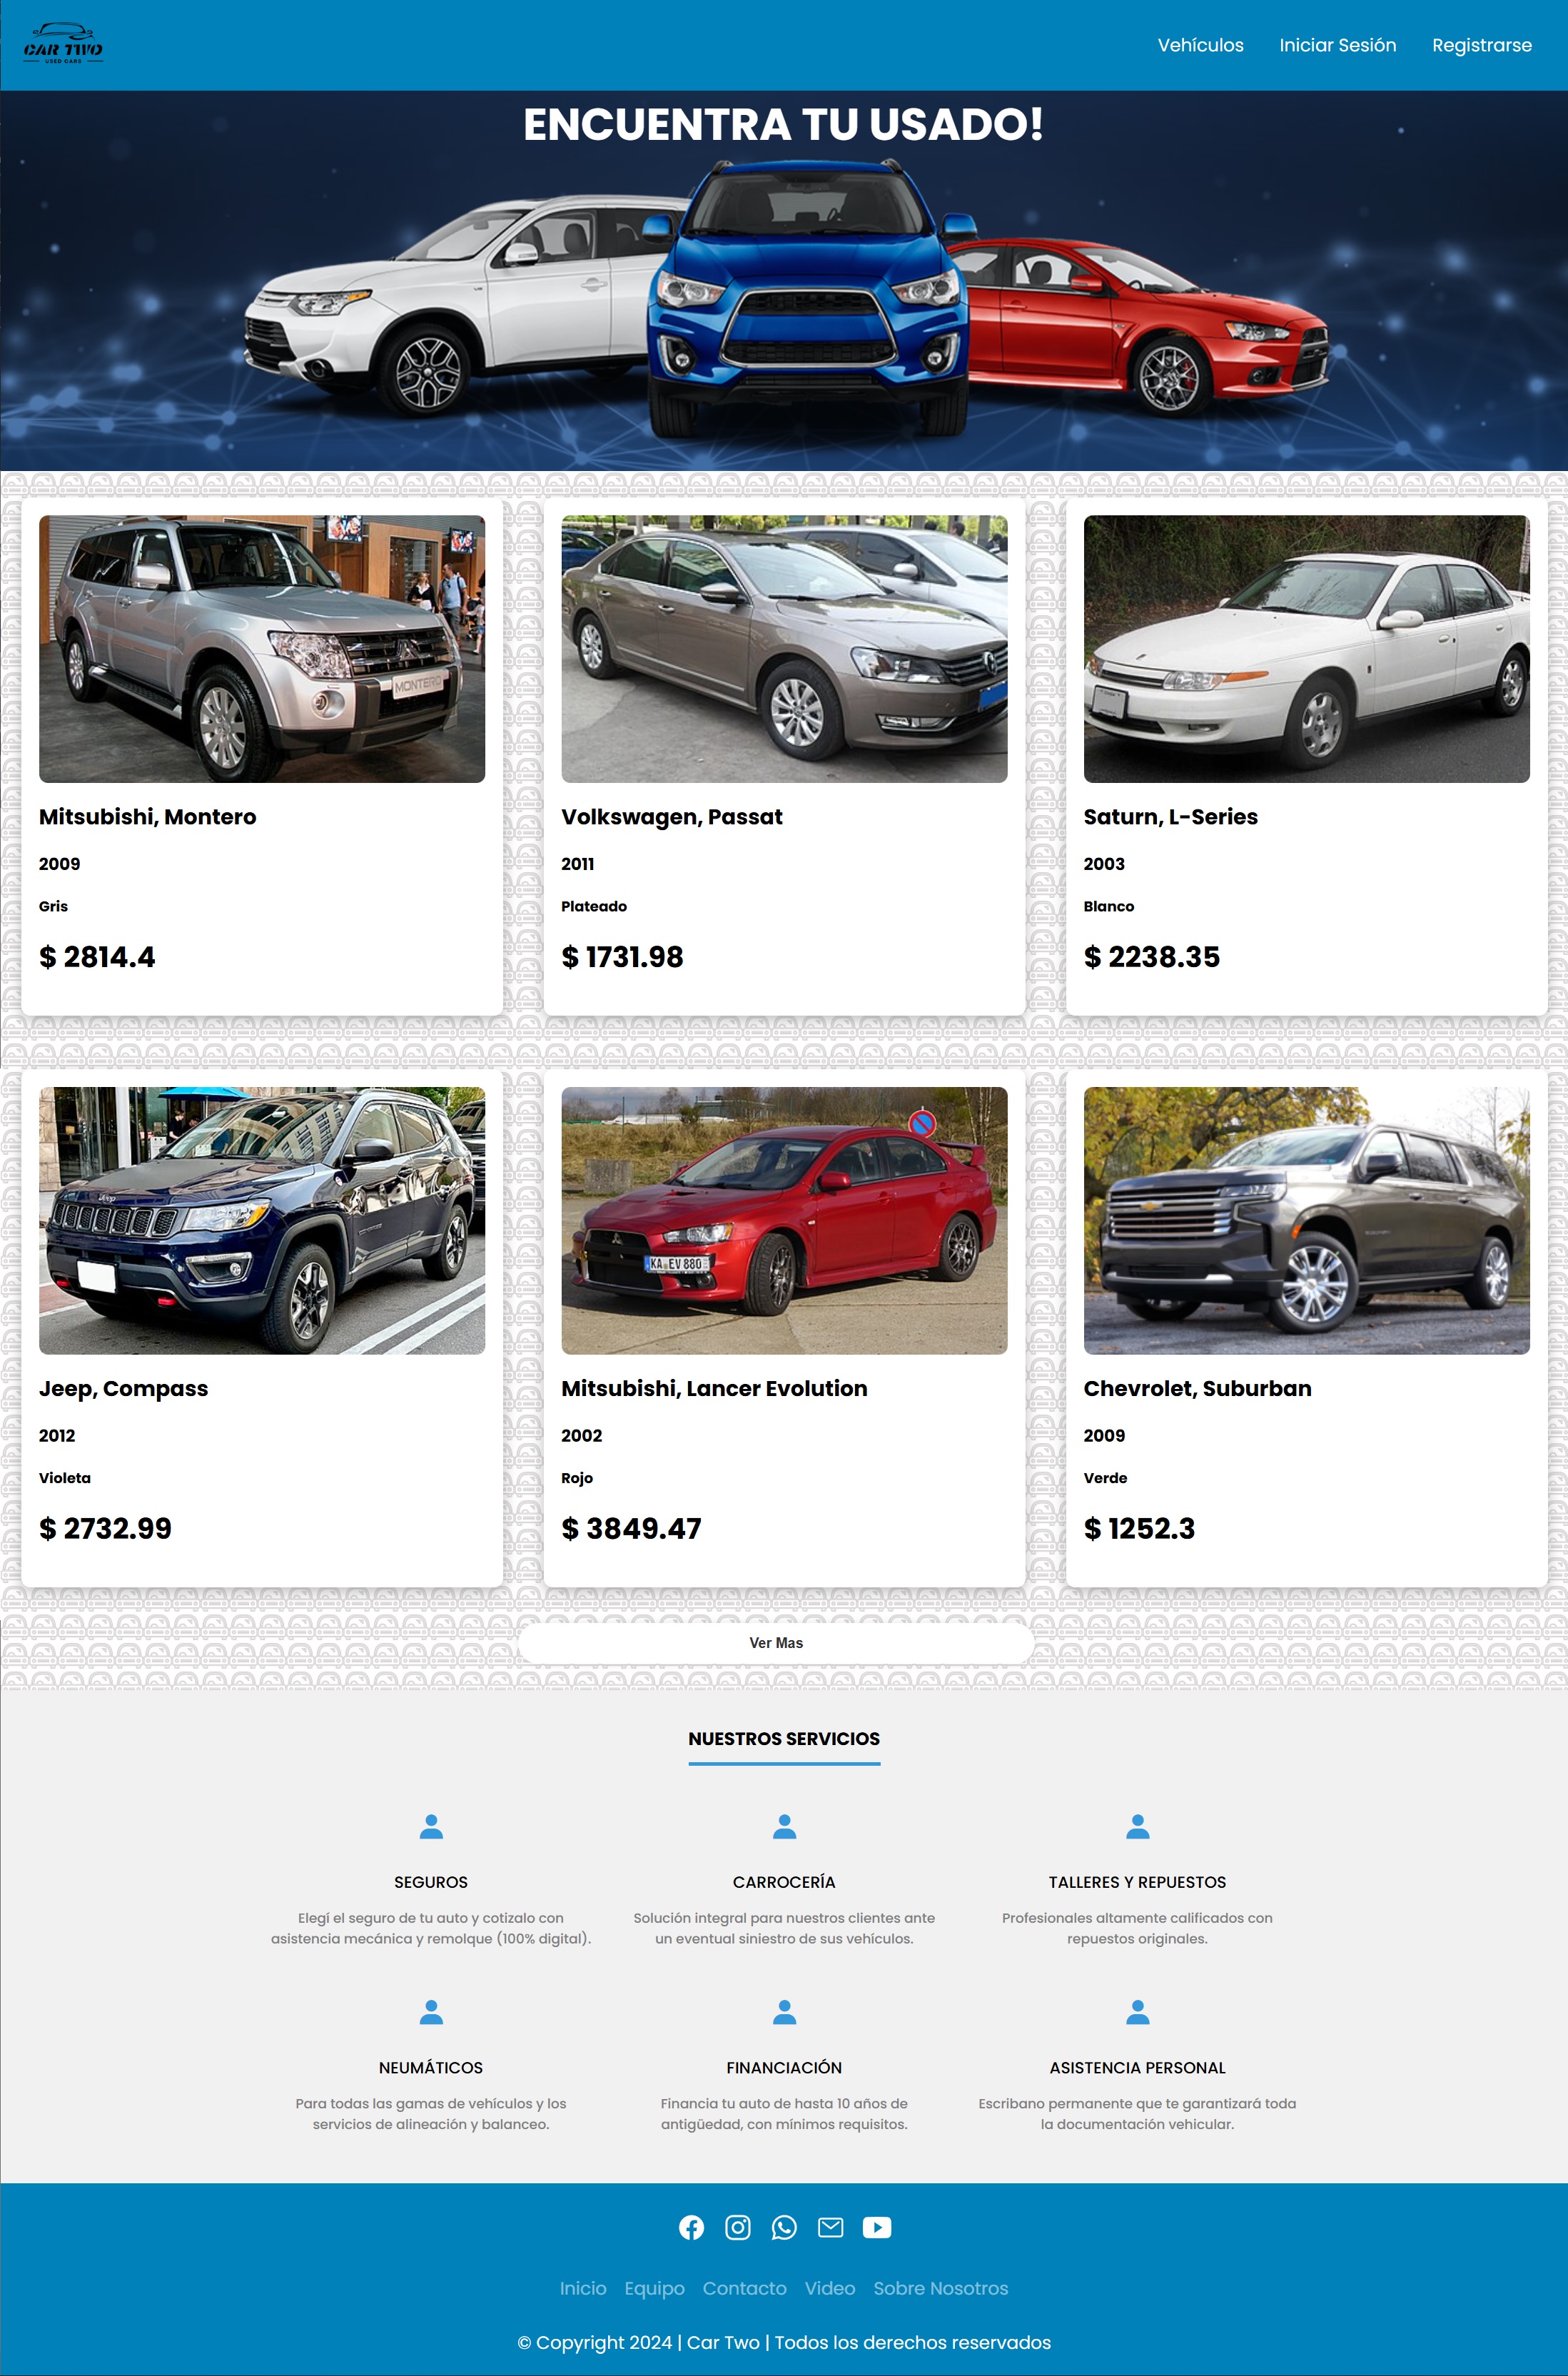 CAR TWO
USED CARS
Vehículos Iniciar Sesión Registrarse
ENCUENTRA TU USADO!
MONTERO
Mitsubishi, Montero
2009
Gris
$ 2814.4
Volkswagen, Passat
2011
Plateado
$ 1731.98
Saturn, L-Series
2003
Blanco
$ 2238.35
Jeep
Jeep, Compass
2012
Violeta
$ 2732.99
KA EV 880
Mitsubishi, Lancer Evolution
2002
Rojo
$ 3849.47
Chevrolet, Suburban
2009
Verde
$ 1252.3
Ver Mas
NUESTROS SERVICIOS
SEGUROS
Elegí el seguro de tu auto y cotizalo con
asistencia mecánica y remolque (100% digital).
CARROCERÍA
Solución integral para nuestros clientes ante
un eventual siniestro de sus vehículos.
TALLERES Y REPUESTOS
Profesionales altamente calificados con
repuestos originales.
NEUMÁTICOS
Para todas las gamas de vehículos y los
servicios de alineación y balanceo.
FINANCIACIÓN
Financia tu auto de hasta 10 años de
antigüedad, con mínimos requisitos.
ASISTENCIA PERSONAL
Escribano permanente que te garantizará toda
la documentación vehicular.
Inicio Equipo Contacto Video Sobre Nosotros
© Copyright 2024 | Car Two | Todos los derechos reservados